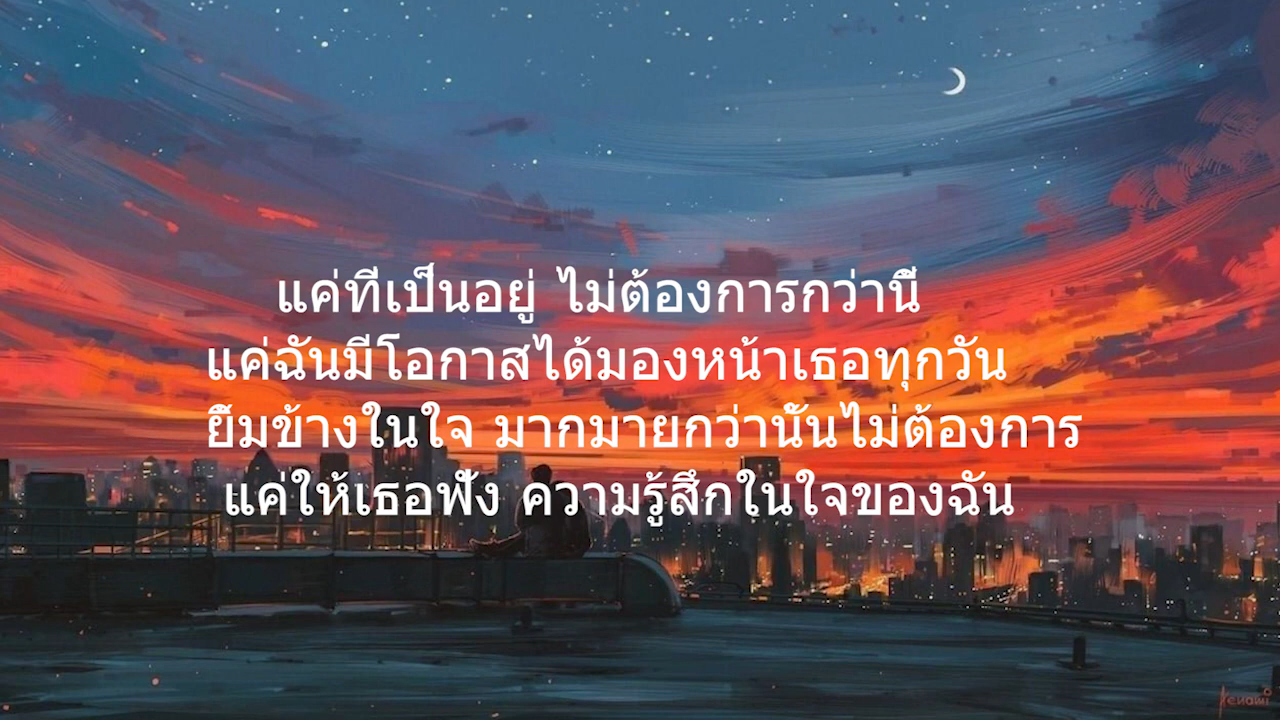 แค่ที่เป็นอยู่ ไม่ต้องการกว่านี้
แค่ฉันมีโอกาสได้มองหน้าเธอทุกวัน
ยิ้มข้างในใจ มากมายกว่านั้นไม่ต้องการ
แค่ให้เธอฟัง ความรู้สึกในใจของฉัน